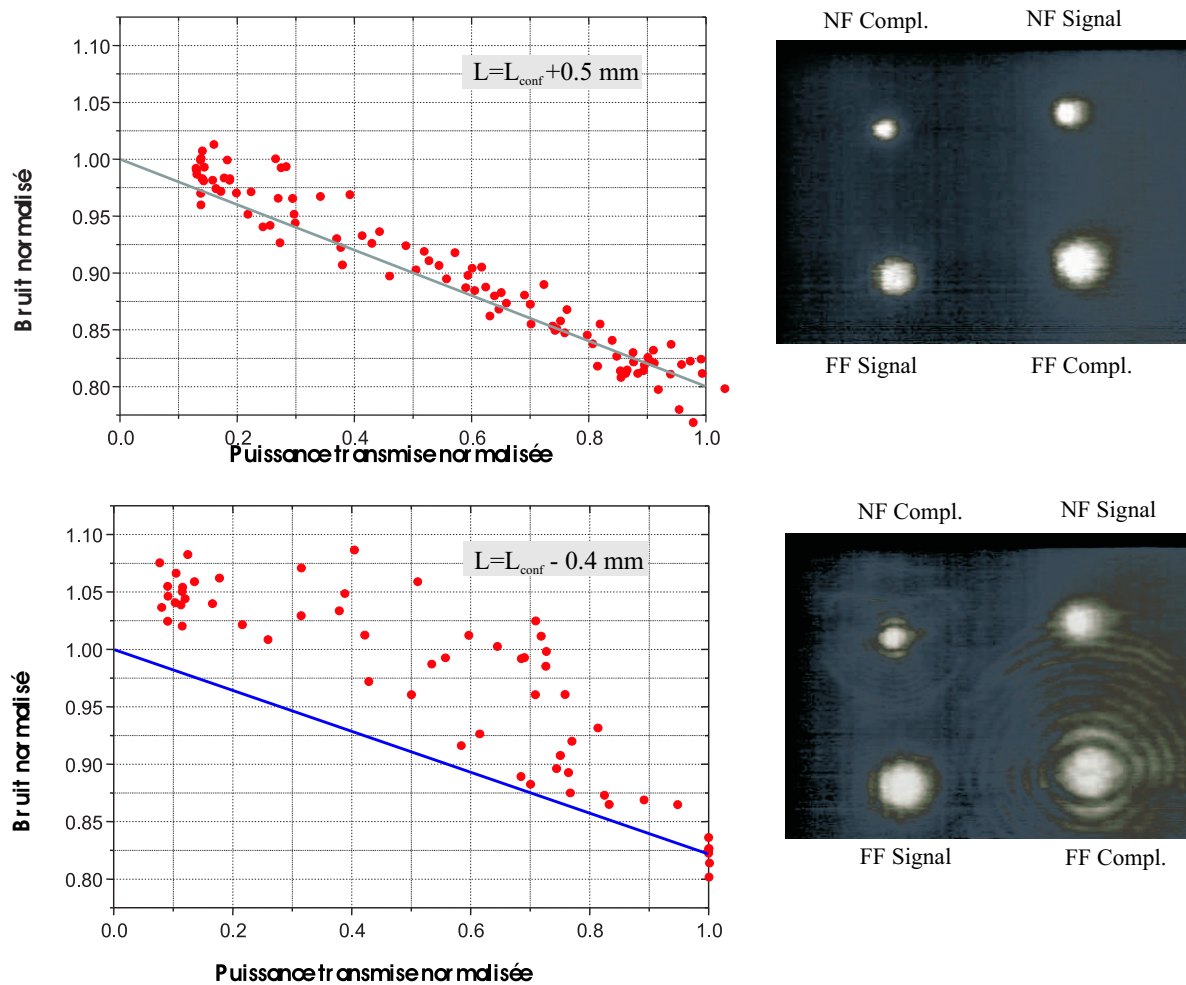 NF Compl. NF Signal
L=Lconf +0.5 mm
1.10
1.05
1.00
0.95
0.90
0.85
0.80
Bruit normalisé
0.0 0.2 0.4 0.6 0.8 1.0
Puissance transmise normalisée
FF Signal FF Compl.
NF Compl. NF Signal
L=Lconf - 0.4 mm
1.10
1.05
1.00
0.95
0.90
0.85
0.80
Bruit normalisé
0.0 0.2 0.4 0.6 0.8 1.0
Puissance transmise normalisée
FF Signal FF Compl.